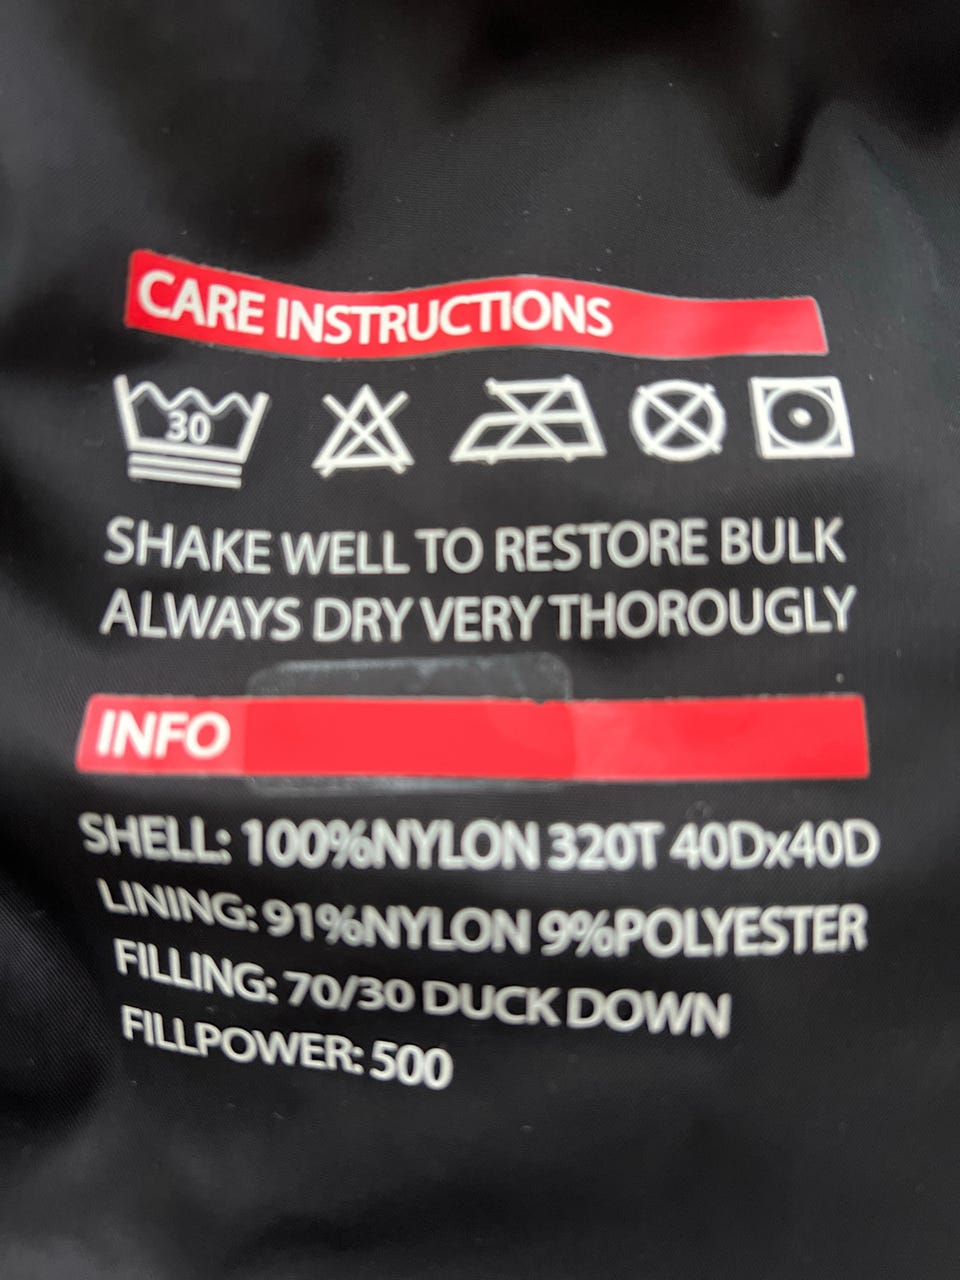 CARE INSTRUCTIONS
30
SHAKE WELL TO RESTORE BULK
ALWAYS DRY VERY THOROUGLY
INFO
SHELL: 100%NYLON 320T 40Dx40D
LINING: 91%NYLON 9%POLYESTER
FILLING: 70/30 DUCK DOWN
FILLPOWER: 500